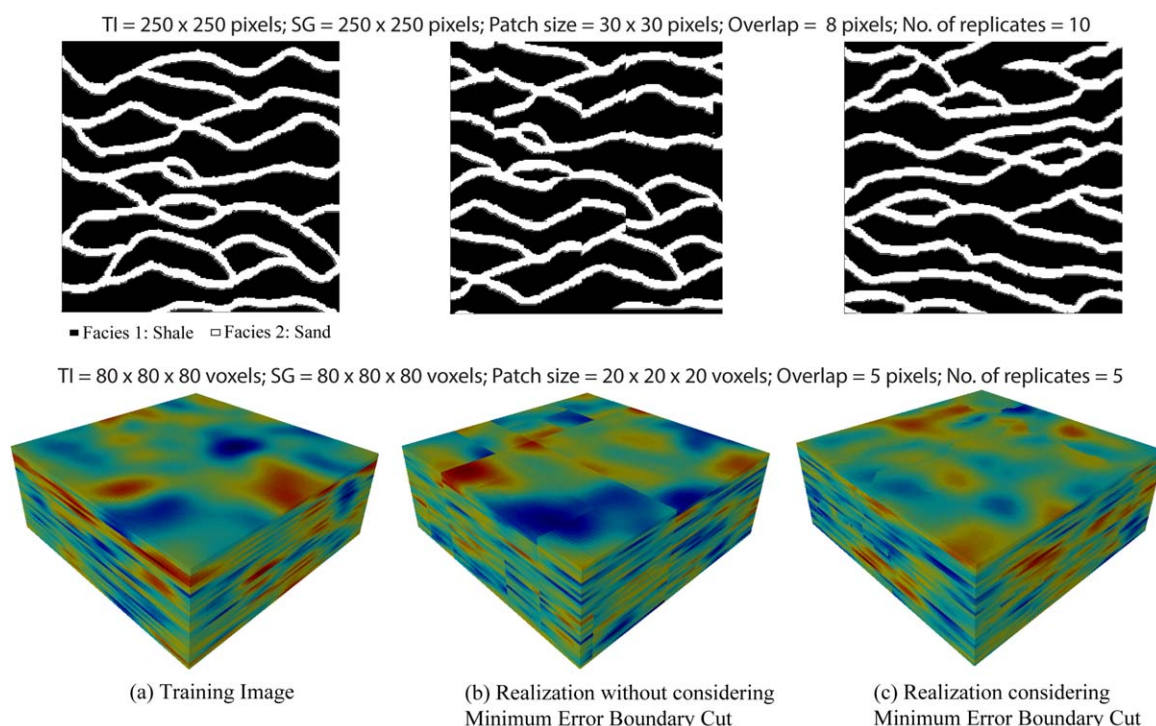 TI = 250 x 250 pixels; SG = 250 x 250 pixels; Patch size = 30 x 30 pixels; Overlap = 8 pixels; No. of replicates = 10
Facies 1: Shale Facies 2: Sand
TI = 80 x 80 x 80 voxels; SG = 80 x 80 x 80 voxels; Patch size = 20 x 20 x 20 voxels; Overlap = 5 pixels; No. of replicates = 5
(a) Training Image
(b) Realization without considering
Minimum Error Boundary Cut
(c) Realization considering
Minimum Error Boundary Cut